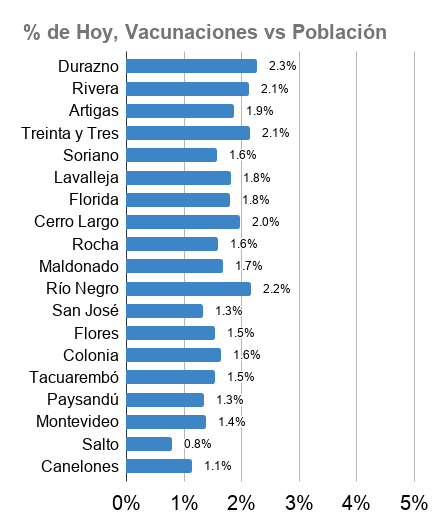 % de Hoy, Vacunaciones vs Población
Durazno 2.3%
Rivera 2.1%
Artigas 1.9%
Treinta y Tres 2.1%
Soriano 1.6%
Lavalleja 1.8%
Florida 1.8%
Cerro Largo 2.0%
Rocha 1.6%
Maldonado 1.7%
Río Negro 2.2%
San José 1.3%
Flores 1.5%
Colonia 1.6%
Tacuarembó 1.5%
Paysandú 1.3%
Montevideo 1.4%
Salto 0.8%
Canelones 1.1%
0% 1% 2% 3% 4% 5%